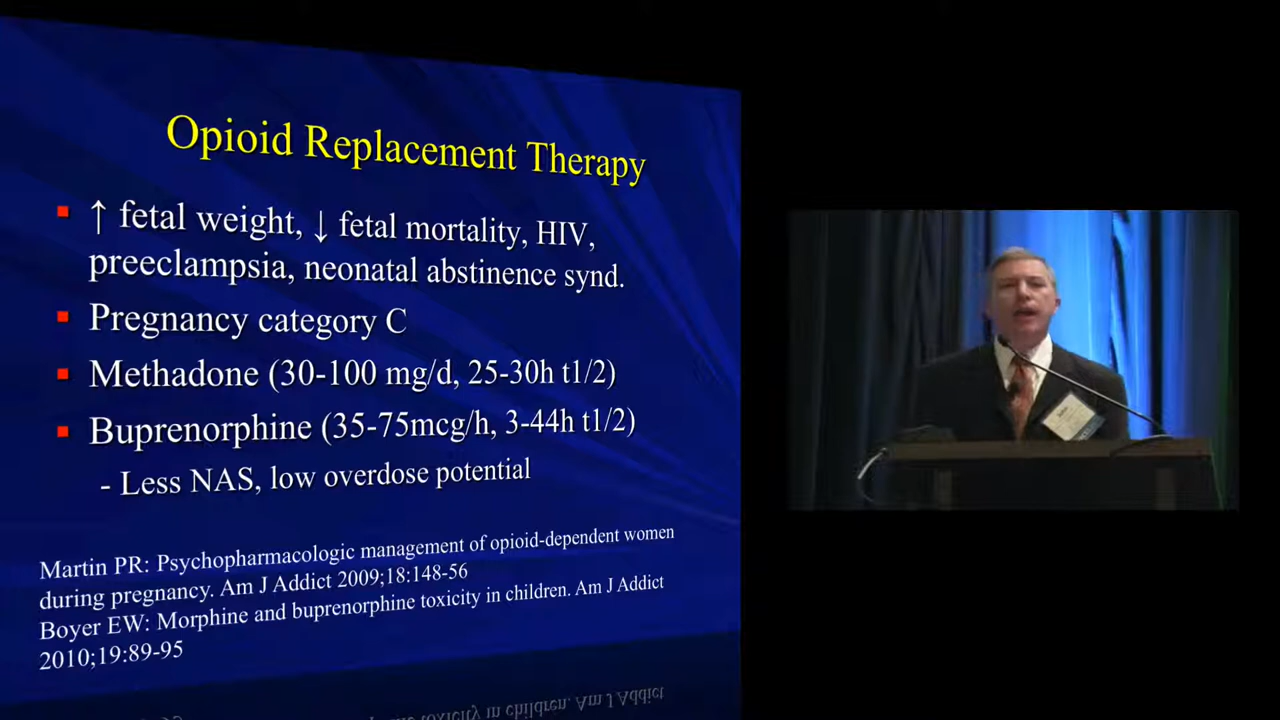 Opioid Replacement Therapy
▪ ↑ fetal weight, ↓ fetal mortality, HIV,
preeclampsia, neonatal abstinence synd.
▪ Pregnancy category C
▪ Methadone (30-100 mg/d, 25-30h t1/2)
▪ Buprenorphine (35-75mcg/h, 3-44h t1/2)
- Less NAS, low overdose potential
Martin PR: Psychopharmacologic management of opioid-dependent women
during pregnancy. Am J Addict 2009;18:148-56
Boyer EW: Morphine and buprenorphine toxicity in children. Am J Addict
2010;19:89-95